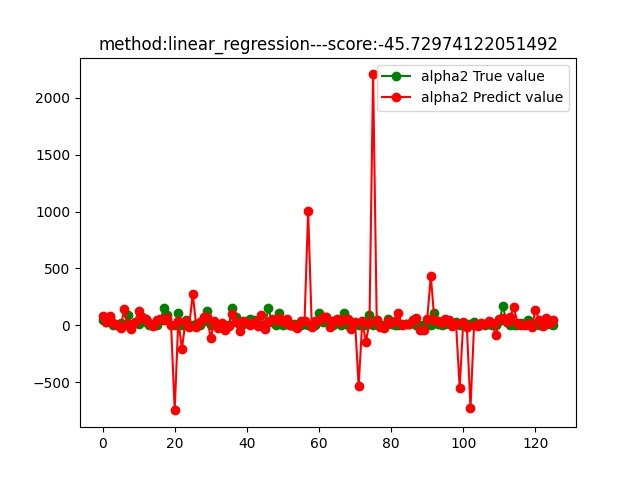 method:linear_regression---score:-45.72974122051492
alpha2 True value
alpha2 Predict value
2000
1500
1000
500
0
−500
0 20 40 60 80 100 120